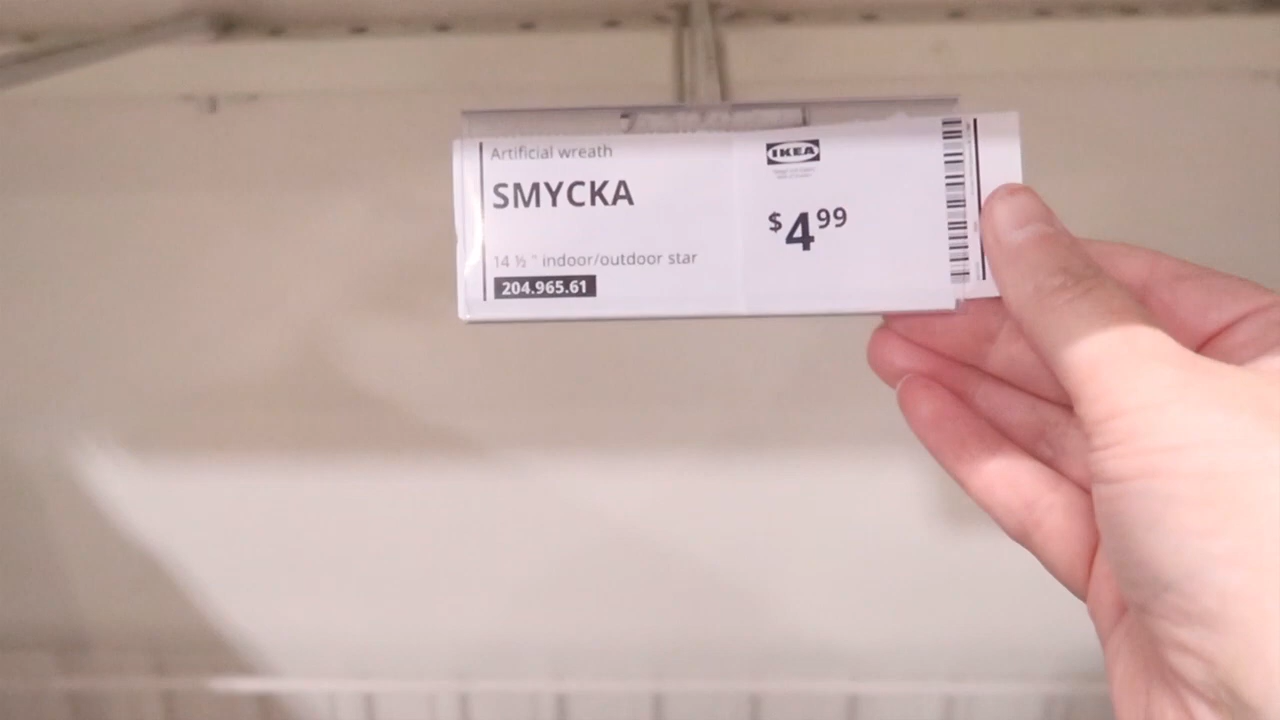 Artificial wreath
SMYCKA
14 ½ " indoor/outdoor star
204.965.61
IKEA
$4 99